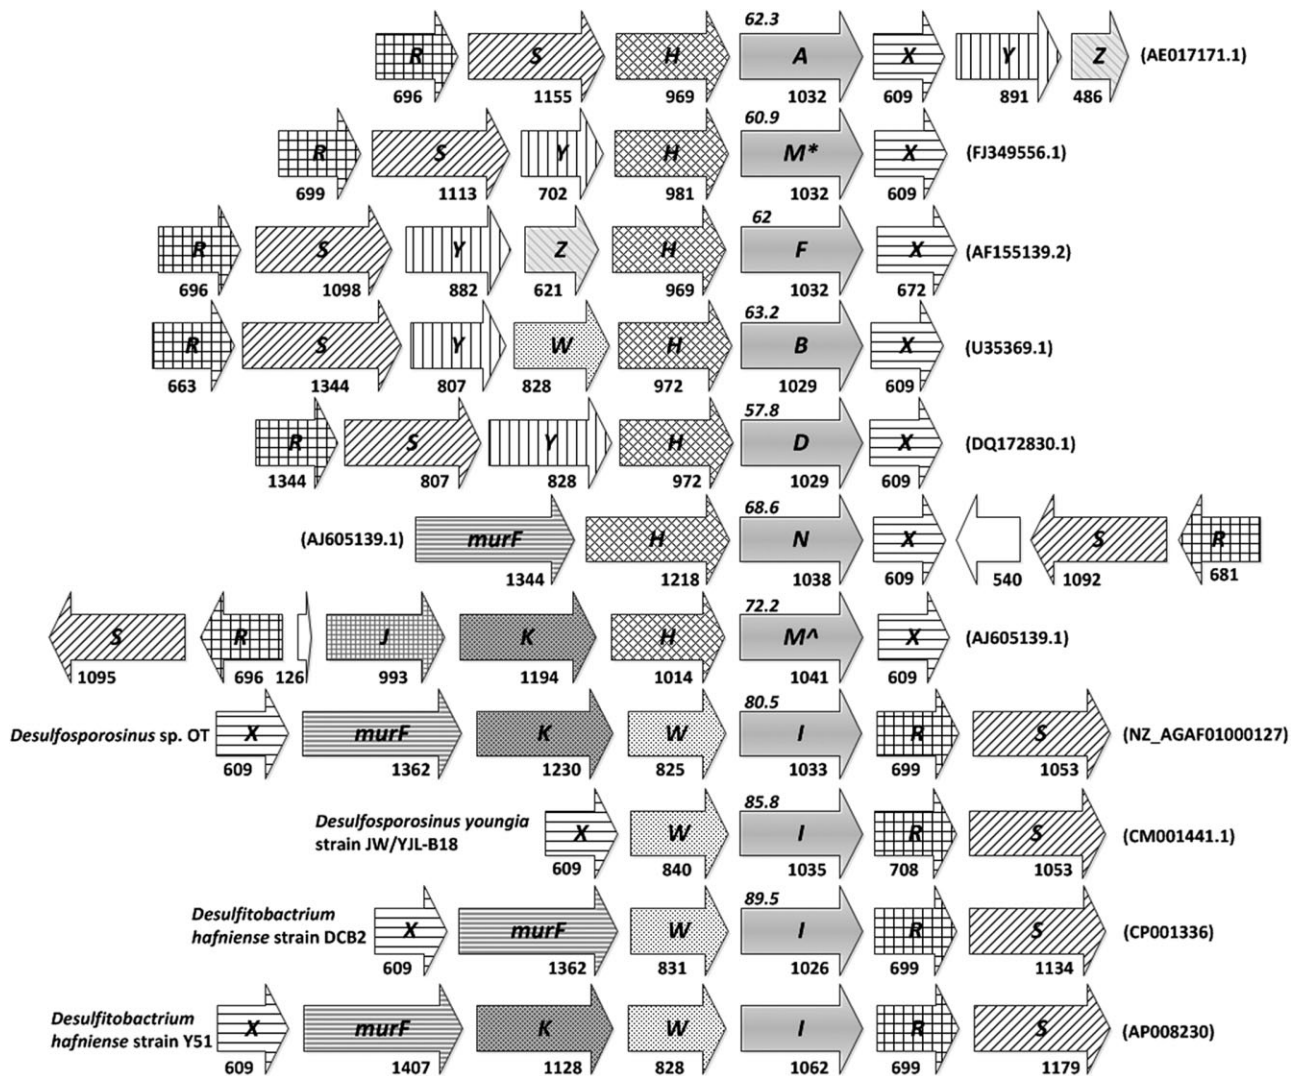 62.3
R S H A X Y Z (AE017171.1)
696 1155 969 1032 609 891 486
60.9
R S Y H M* X (FJ349556.1)
699 1113 702 981 1032 609
62
R S Y Z H F X (AF155139.2)
696 1098 882 621 969 1032 672
63.2
R S Y W H B X (U35369.1)
663 1344 807 828 972 1029 609
57.8
R S Y H D X (DQ172830.1)
1344 807 828 972 1029 609
68.6
(AJ605139.1) murF H N X S R
1344 1218 1038 609 540 1092 681
72.2
S R J K H M^ X (AJ605139.1)
1095 696 126 993 1194 1014 1041 609
80.5
Desulfosporosinus sp. OT X murF K W I R S (NZ_AGAF01000127)
609 1362 1230 825 1033 699 1053
85.8
Desulfosporosinus youngia
strain JW/YJL-B18 X W I R S (CM001441.1)
609 840 1035 708 1053
89.5
Desulfitobactrium
hafniense strain DCB2 X murF W I R S (CP001336)
609 1362 831 1026 699 1134
Desulfitobactrium
hafniense strain Y51 X murF K W I R S (AP008230)
609 1407 1128 828 1062 699 1179